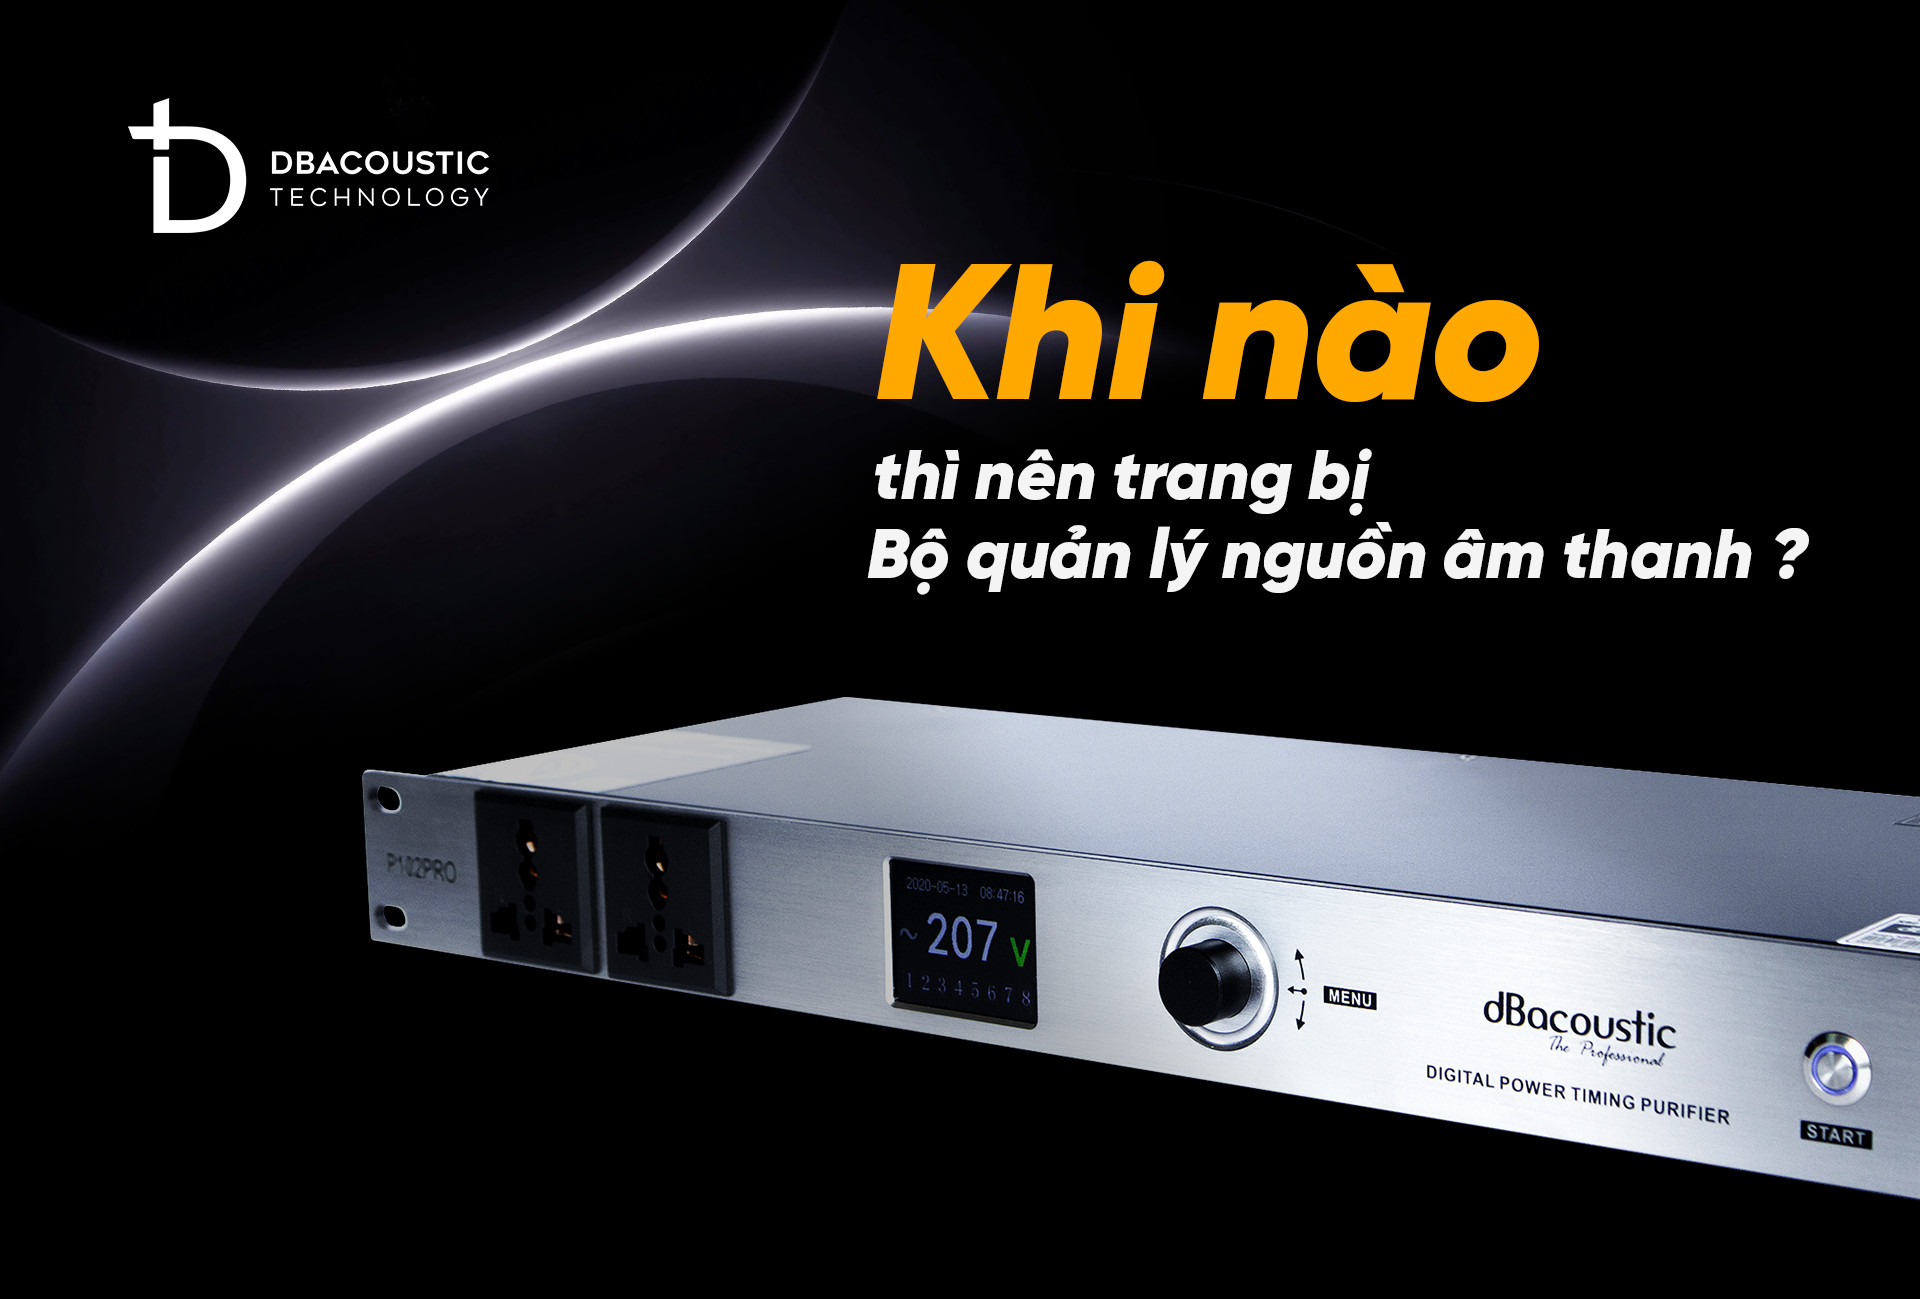 DBACOUSTIC
TECHNOLOGY
Khi nào
thì nên trang bị
Bộ quản lý nguồn âm thanh ?
P102PRO
2020-05-13 08:47:16
~ 207 V
1 2 3 4 5 6 7 8
MENU
dBacoustic
The Professional
DIGITAL POWER TIMING PURIFIER
START